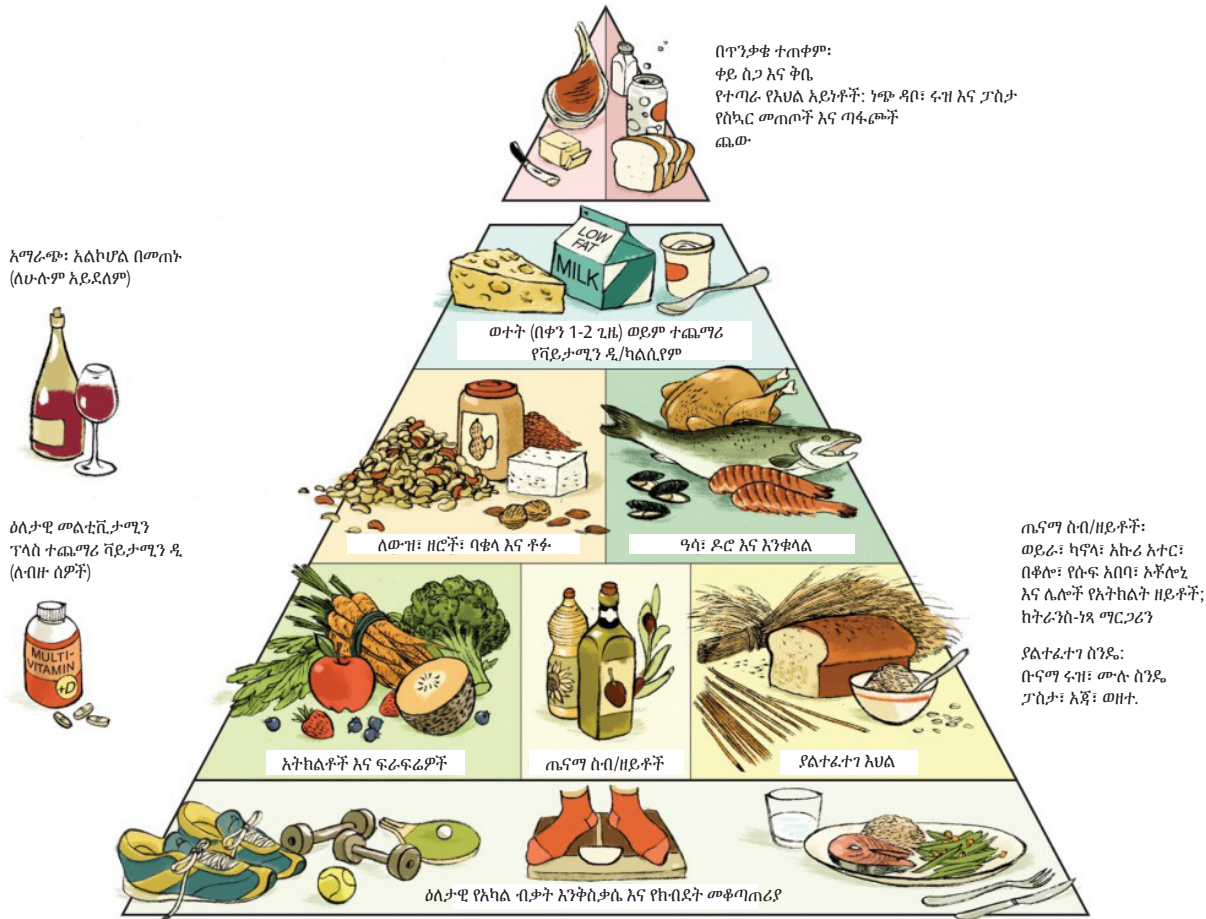 በጥንቃቄ ተጠቀም፡
ቀይ ስጋ እና ቅቤ
የተጣራ የእህል አይነቶች: ነጭ ዳቦ፣ ሩዝ እና ፓስታ
የስኳር መጠጦች እና ጣፋጮች
ጨው
አማራጭ፡ አልኮሆል በመጠኑ
(ለሁሉም አይደለም)
LOW
FAT
MILK
ወተት (በቀን 1-2 ጊዜ) ወይም ተጨማሪ
የቫይታሚን ዲ/ካልሲየም
ለውዝ፣ ዘሮች፣ ባቄላ እና ቶፉ
ዓሳ፣ ዶሮ እና እንቁላል
ዕለታዊ መልቲቪታሚን
ፕላስ ተጨማሪ ቫይታሚን ዲ
(ለብዙ ሰዎች)
MULTI-
VITAMIN
+D
ጤናማ ስብ/ዘይቶች፡
ወይራ፣ ካኖላ፣ አኩሪ አተር፣
በቆሎ፣ የሱፍ አበባ፣ ኦቾሎኒ
እና ሌሎች የአትክልት ዘይቶች;
ከትራንስ-ነጻ ማርጋሪን
ያልተፈተገ ስንዴ:
ቡናማ ሩዝ፣ ሙሉ ስንዴ
ፓስታ፣ አጃ፣ ወዘተ.
አትክልቶች እና ፍራፍሬዎች
ጤናማ ስብ/ዘይቶች
ያልተፈተገ እህል
ዕለታዊ የአካል ብቃት እንቅስቃሴ እና የክብደት መቆጣጠሪያ